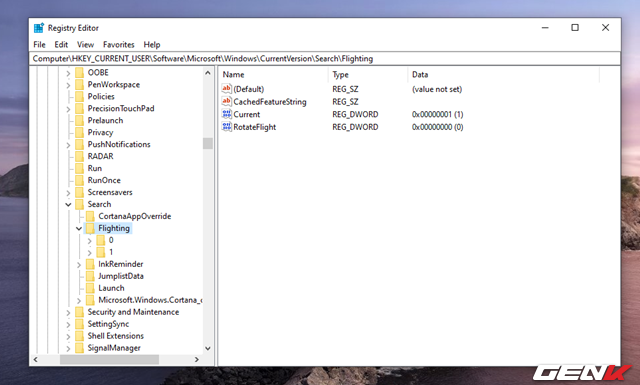 Registry Editor
File Edit View Favorites Help
Computer\HKEY_CURRENT_USER\Software\Microsoft\Windows\CurrentVersion\Search\Flighting
OOBE
PenWorkspace
Policies
PrecisionTouchPad
Prelaunch
Privacy
PushNotifications
RADAR
Run
RunOnce
Screensavers
Search
CortanaAppOverride
Flighting
0
1
InkReminder
JumplistData
Launch
Microsoft.Windows.Cortana_c
Security and Maintenance
SettingSync
Shell Extensions
SignalManager
Name Type Data
(Default) REG_SZ (value not set)
CachedFeatureString REG_SZ
Current REG_DWORD 0x00000001 (1)
RotateFlight REG_DWORD 0x00000000 (0)
GENK